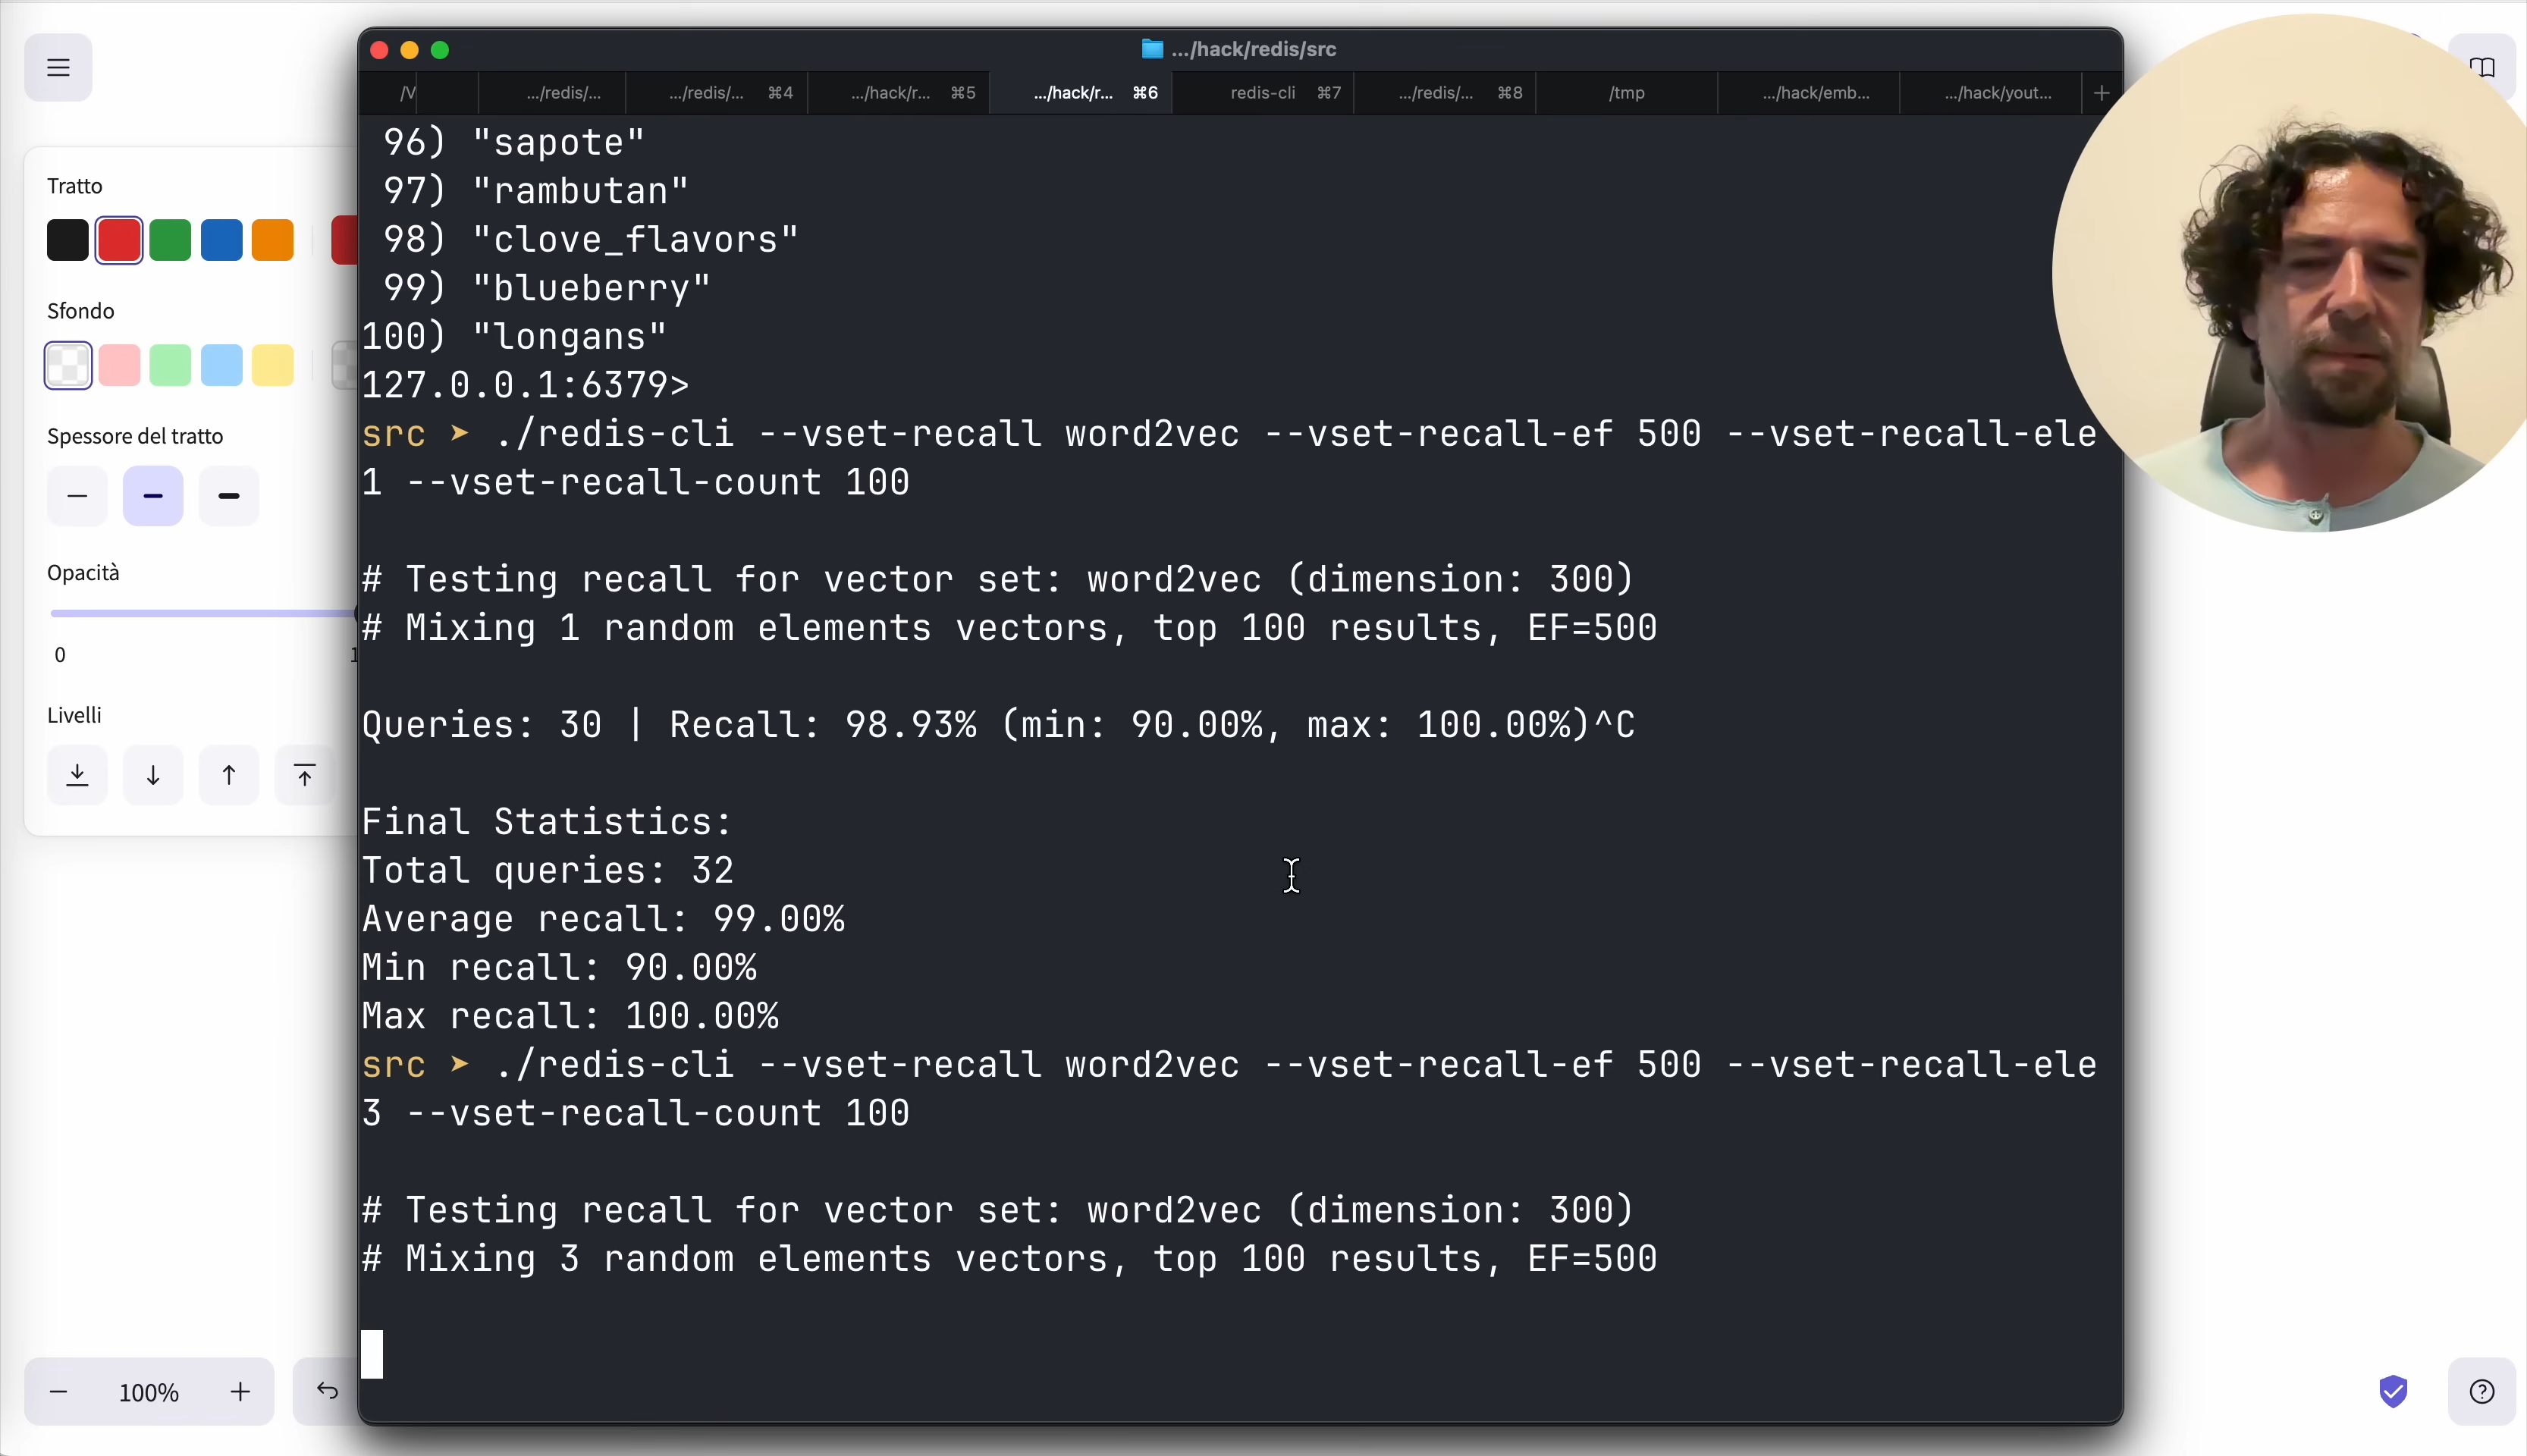 .../hack/redis/src
/V
.../redis/...
.../redis/... ⌘4
.../hack/r... ⌘5
.../hack/r... ⌘6
redis-cli ⌘7
.../redis/... ⌘8
/tmp
.../hack/emb...
.../hack/yout...
Tratto
Sfondo
Spessore del tratto
Opacità
0
1
Livelli
100%
96) "sapote"
97) "rambutan"
98) "clove_flavors"
99) "blueberry"
100) "longans"
127.0.0.1:6379>
src ➤ ./redis-cli --vset-recall word2vec --vset-recall-ef 500 --vset-recall-ele
1 --vset-recall-count 100
# Testing recall for vector set: word2vec (dimension: 300)
# Mixing 1 random elements vectors, top 100 results, EF=500
Queries: 30 | Recall: 98.93% (min: 90.00%, max: 100.00%)^C
Final Statistics:
Total queries: 32
Average recall: 99.00%
Min recall: 90.00%
Max recall: 100.00%
src ➤ ./redis-cli --vset-recall word2vec --vset-recall-ef 500 --vset-recall-ele
3 --vset-recall-count 100
# Testing recall for vector set: word2vec (dimension: 300)
# Mixing 3 random elements vectors, top 100 results, EF=500